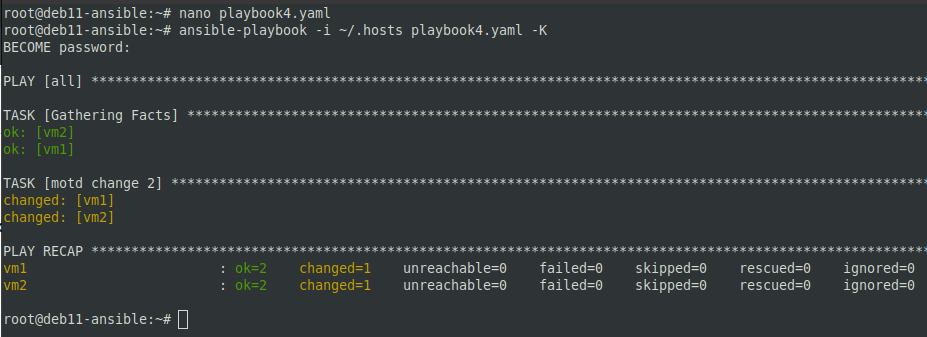 root@deb11-ansible:~# nano playbook4.yaml
root@deb11-ansible:~# ansible-playbook -i ~/.hosts playbook4.yaml -K
BECOME password:
PLAY [all] *********************************************************************************************************
TASK [Gathering Facts] *********************************************************************************************
ok: [vm2]
ok: [vm1]
TASK [motd change 2] ***********************************************************************************************
changed: [vm1]
changed: [vm2]
PLAY RECAP *********************************************************************************************************
vm1                        : ok=2    changed=1    unreachable=0    failed=0    skipped=0    rescued=0    ignored=0
vm2                        : ok=2    changed=1    unreachable=0    failed=0    skipped=0    rescued=0    ignored=0
root@deb11-ansible:~#